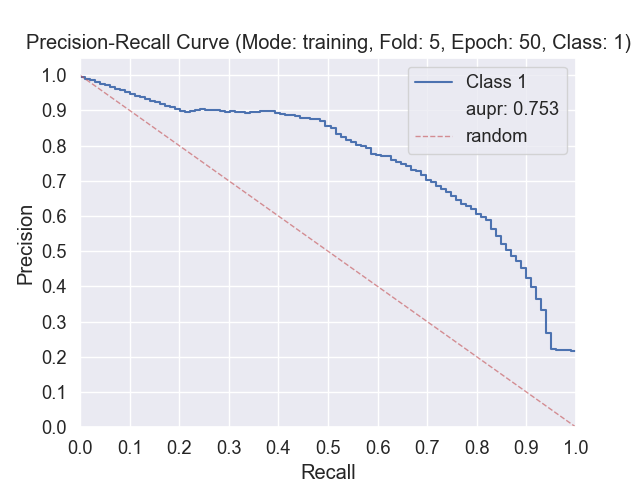 Precision-Recall Curve (Mode: training, Fold: 5, Epoch: 50, Class: 1)
1.0
0.9
0.8
0.7
0.6
0.5
0.4
0.3
0.2
0.1
0.0
Precision
Class 1
aupr: 0.753
random
0.0 0.1 0.2 0.3 0.4 0.5 0.6 0.7 0.8 0.9 1.0
Recall